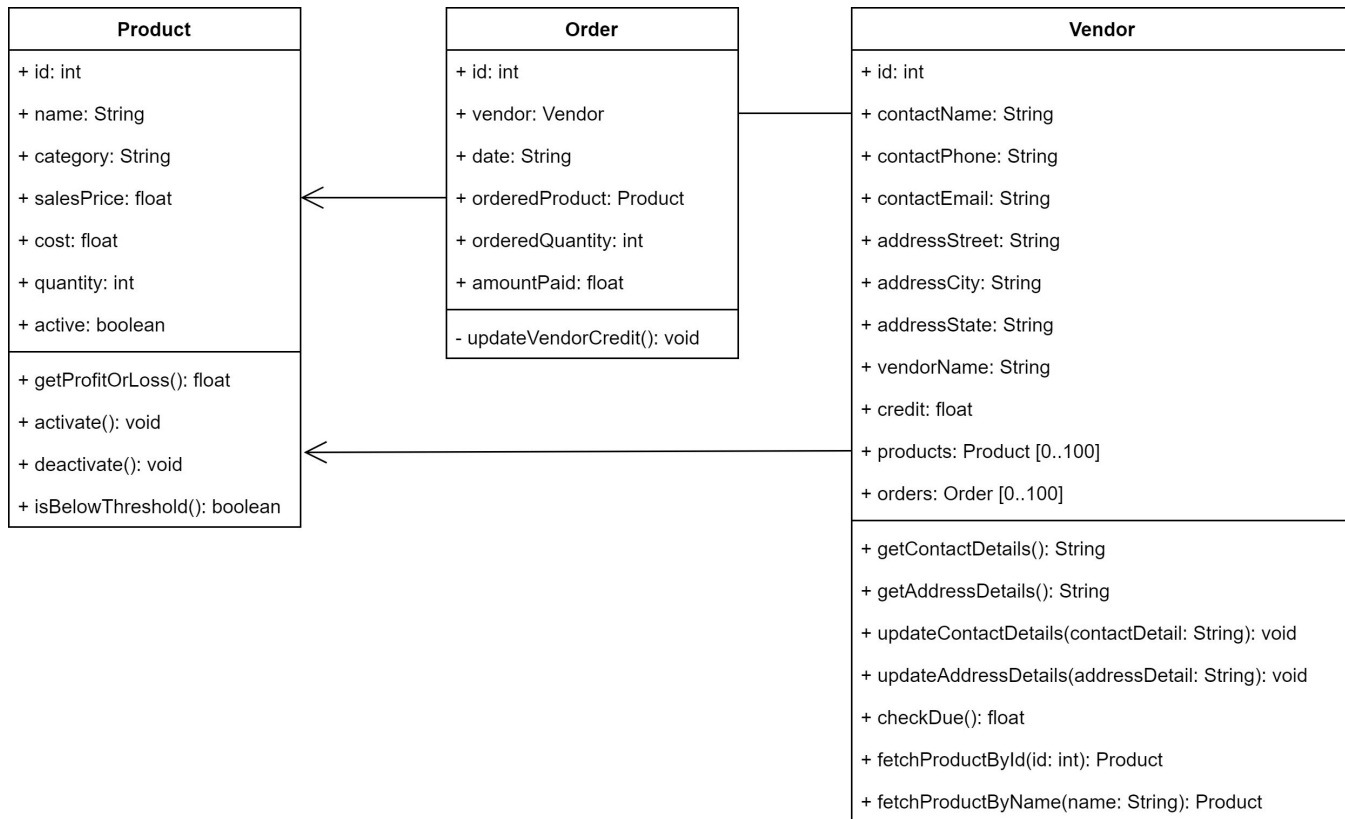 Product
+ id: int
+ name: String
+ category: String
+ salesPrice: float
+ cost: float
+ quantity: int
+ active: boolean
+ getProfitOrLoss(): float
+ activate(): void
+ deactivate(): void
+ isBelowThreshold(): boolean
Order
+ id: int
+ vendor: Vendor
+ date: String
+ orderedProduct: Product
+ orderedQuantity: int
+ amountPaid: float
- updateVendorCredit(): void
Vendor
+ id: int
+ contactName: String
+ contactPhone: String
+ contactEmail: String
+ addressStreet: String
+ addressCity: String
+ addressState: String
+ vendorName: String
+ credit: float
+ products: Product [0..100]
+ orders: Order [0..100]
+ getContactDetails(): String
+ getAddressDetails(): String
+ updateContactDetails(contactDetail: String): void
+ updateAddressDetails(addressDetail: String): void
+ checkDue(): float
+ fetchProductById(id: int): Product
+ fetchProductByName(name: String): Product